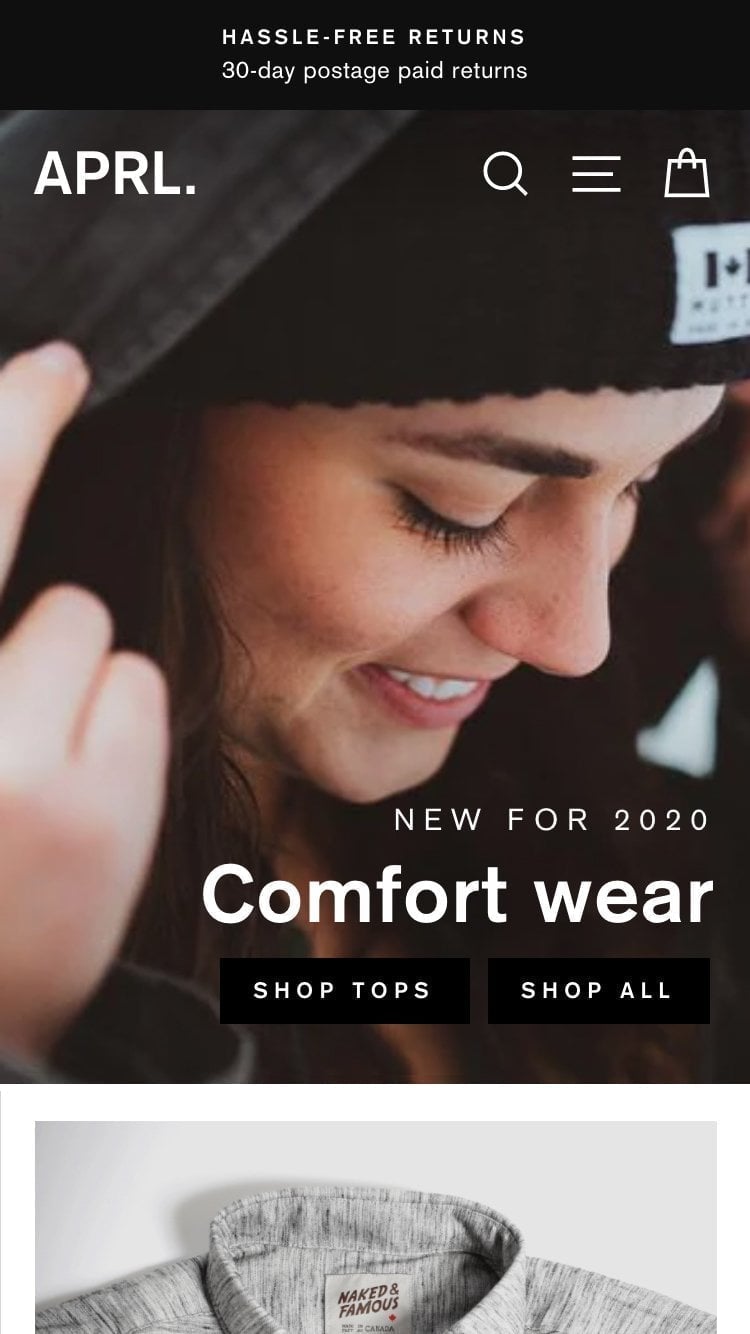 HASSLE-FREE RETURNS
30-day postage paid returns
APRL.
NEW FOR 2020
Comfort wear
SHOP TOPS
SHOP ALL
NAKED &
FAMOUS
MADE IN
CANADA